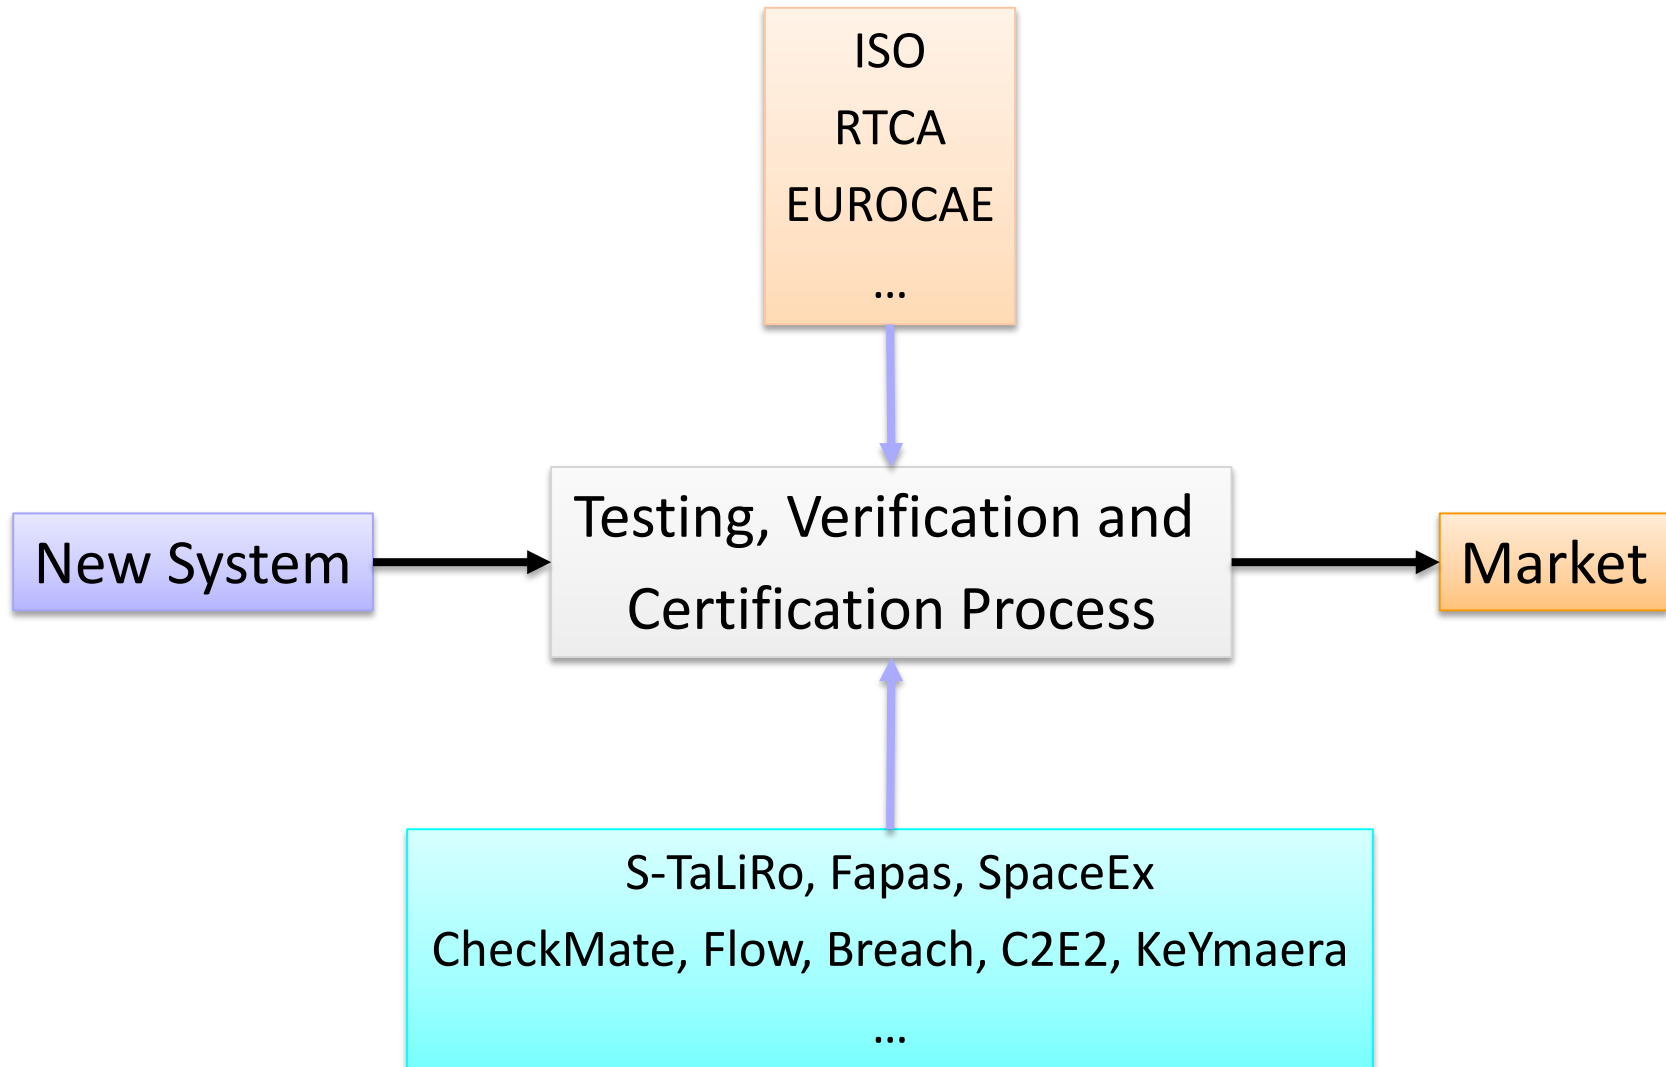 ISO
RTCA
EUROCAE
...
New System
Testing, Verification and
Certification Process
Market
S-TaLiRo, Fapas, SpaceEx
CheckMate, Flow, Breach, C2E2, KeYmaera
...